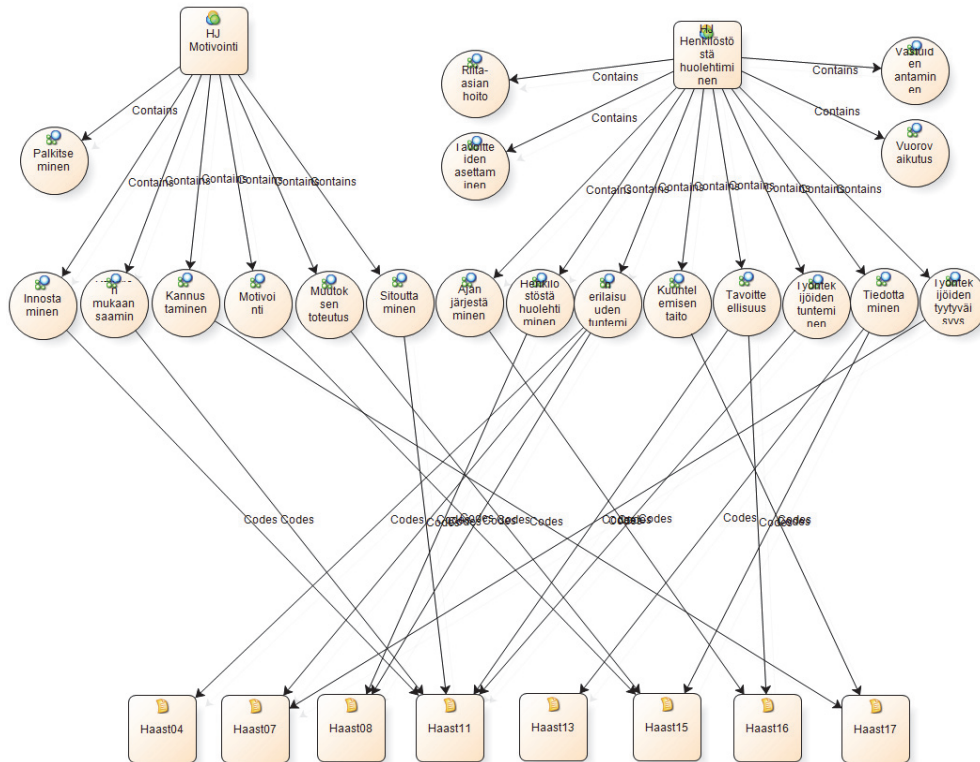 HJ
Motivointi
HJ
Henkilöstö
stä
huolehtimi
nen
Riita-
asian
hoito
Vastuid
en
antamin
en
Contains
Contains
Contains
Contains
Contains
Palkitse
minen
Tavoitte
iden
asettam
inen
Vuorov
aikutus
Contains
Contains
Contains
Contains
Contains
Contains
Contains
Contains
Contains
Contains
Contains
Contains
Innosta
minen
n
mukaan
saamin
Kannus
taminen
Motivoi
nti
Muutok
sen
toteutus
Sitoutta
minen
Ajan
järjestä
minen
Henkilö
stöstä
huolehti
minen
n
erilaisu
uden
tuntemi
Kuuntel
emisen
taito
Tavoitte
ellisuus
Työntek
ijöiden
tuntemi
nen
Tiedotta
minen
Työntek
ijöiden
tyytyväi
syys
Codes
Codes
Codes
Codes
Codes
Codes
Codes
Codes
Codes
Codes
Haast04
Haast07
Haast08
Haast11
Haast13
Haast15
Haast16
Haast17